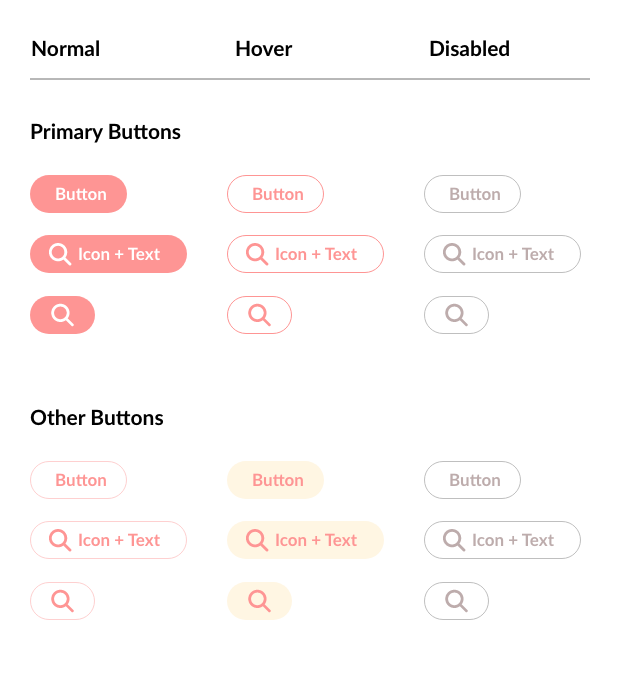 Normal Hover Disabled
Primary Buttons
Button Button Button
Icon + Text Icon + Text Icon + Text
Other Buttons
Button Button Button
Icon + Text Icon + Text Icon + Text